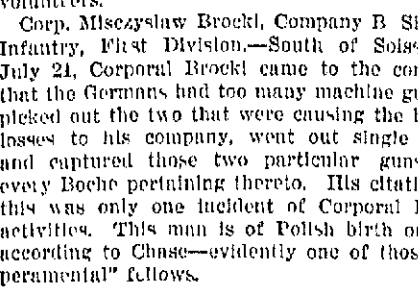 volunteers.
Corp. Misczyslaw Brocki, Company B Si
Infantry, First Division.—South of Soiss
July 21, Corporal Brocki came to the con
that the Germans had too many machine gu
picked out the two that were causing the h
losses to his company, went out single
and captured those two particular guns
every Boche pertaining thereto. His citati
this was only one incident of Corporal B
activities. This man is of Polish birth or
according to Chase—evidently one of thos
peramental" fellows.